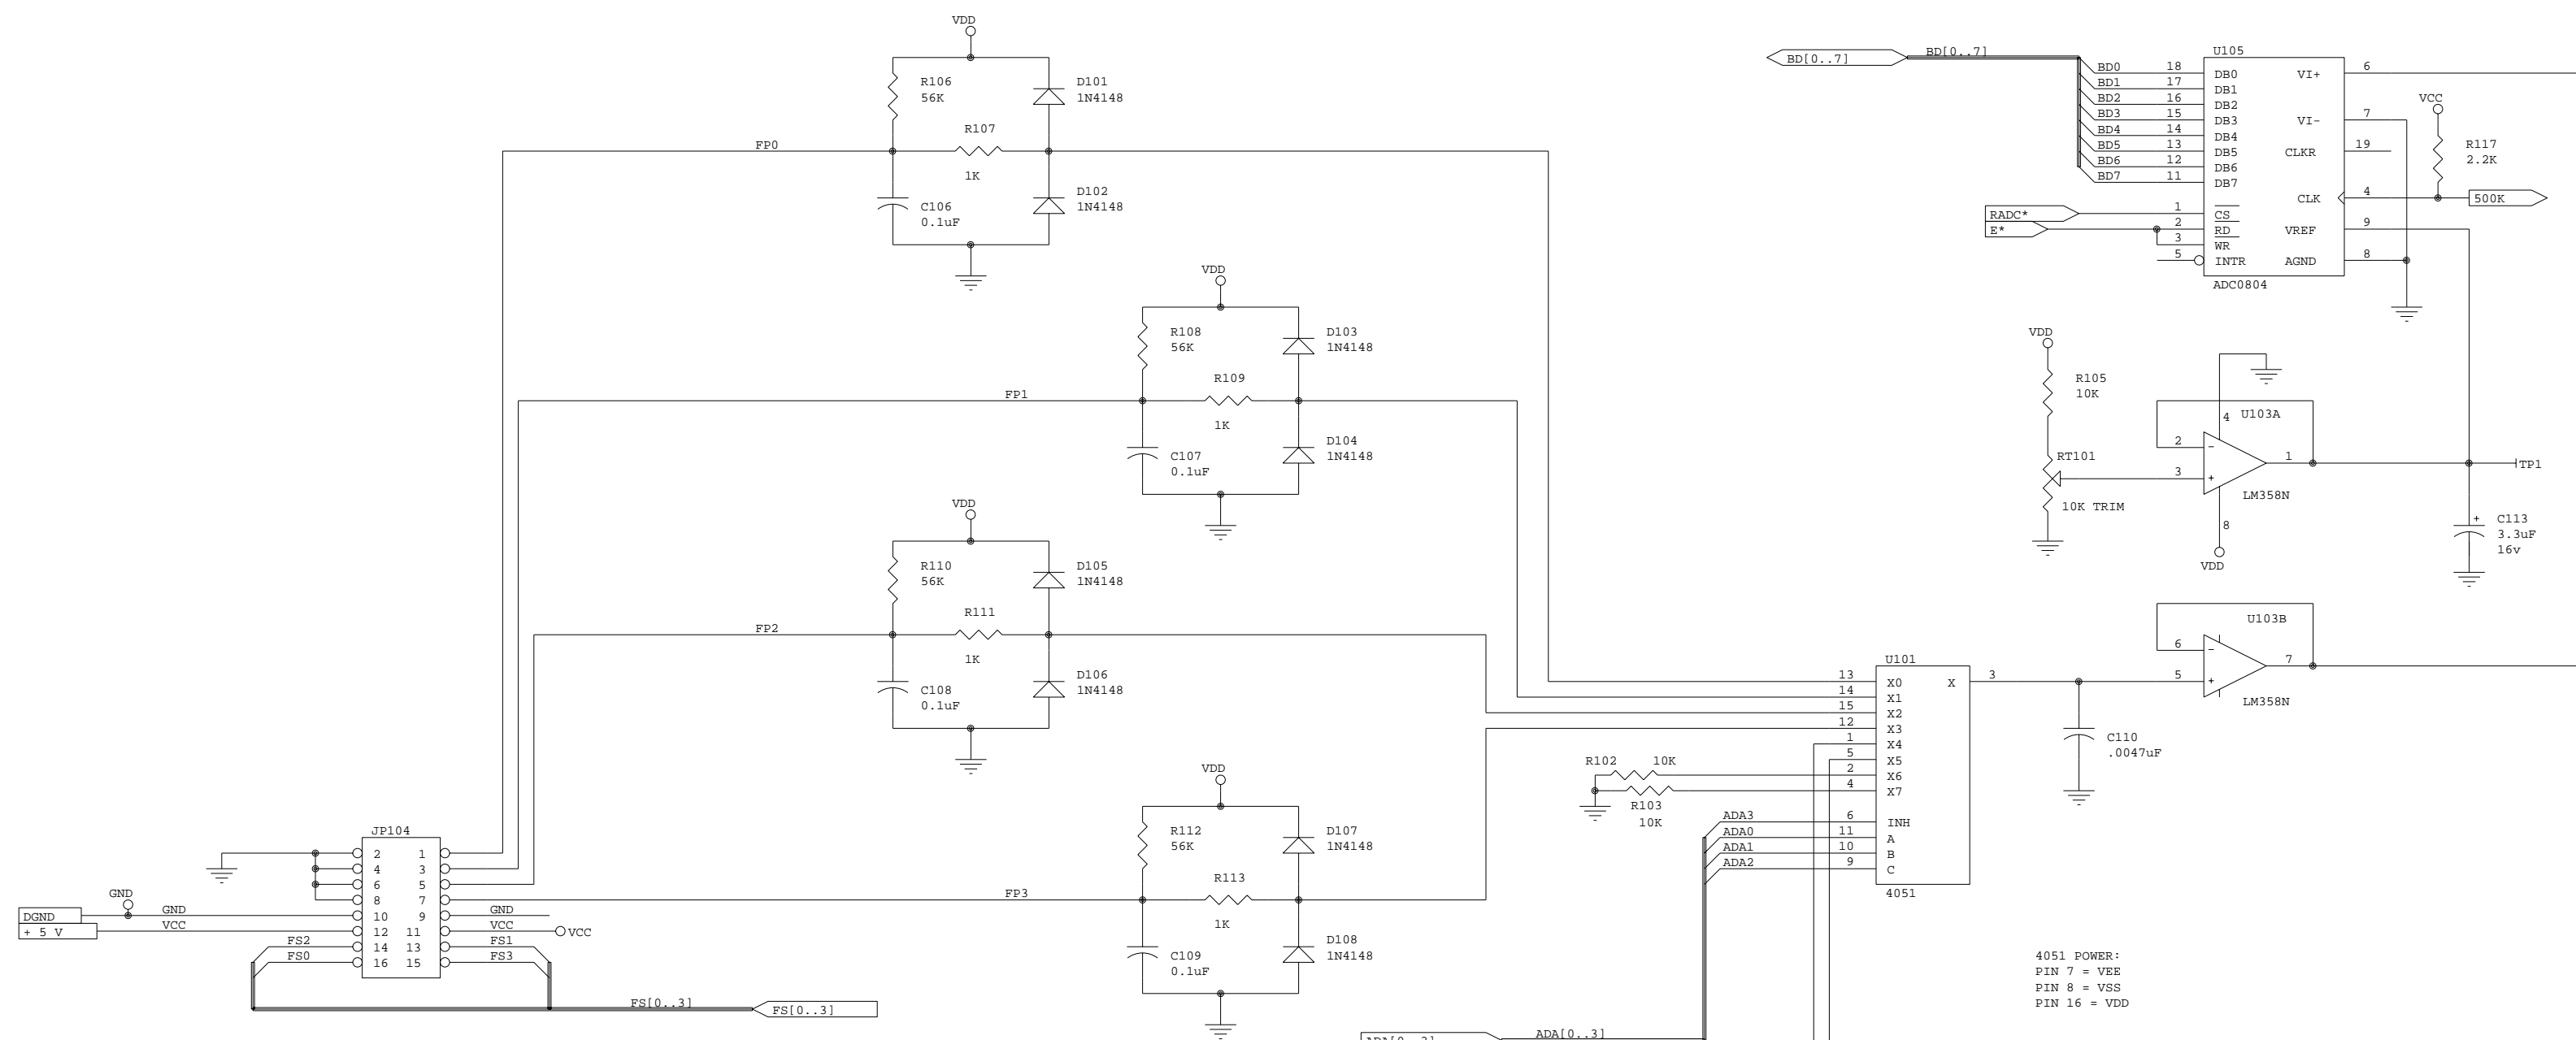 VDD
R106
56K
D101
1N4148
R107
1K
FP0
C106
0.1uF
D102
1N4148
VDD
R108
56K
D103
1N4148
R109
1K
FP1
C107
0.1uF
D104
1N4148
VDD
R110
56K
D105
1N4148
R111
1K
FP2
C108
0.1uF
D106
1N4148
VDD
R112
56K
D107
1N4148
R113
1K
FP3
C109
0.1uF
D108
1N4148
JP104
2 1
4 3
6 5
8 7
10 9
12 11
14 13
16 15
GND
DGND
GND
GND
+ 5 V
VCC
VCC
VCC
FS2
FS1
FS0
FS3
FS[0..3]
FS[0..3]
BD[0..7]
BD[0..7]
U105
BD0 18 DB0
BD1 17 DB1
BD2 16 DB2
BD3 15 DB3
BD4 14 DB4
BD5 13 DB5
BD6 12 DB6
BD7 11 DB7
RADC* 1 CS
E* 2 RD
3 WR
5 INTR
VI+ 6
VI- 7
CLKR 19
CLK 4
VREF 9
AGND 8
ADC0804
VCC
R117
2.2K
500K
VDD
R105
10K
RT101
10K TRIM
U103A
4
2
-
3
+
1
8
LM358N
VDD
TP1
+
C113
3.3uF
16v
U103B
6
-
5
+
7
LM358N
U101
13 X0
14 X1
15 X2
12 X3
1 X4
5 X5
2 X6
4 X7
X 3
ADA3 6 INH
ADA0 11 A
ADA1 10 B
ADA2 9 C
4051
R102 10K
R103
10K
C110
.0047uF
4051 POWER:
PIN 7 = VEE
PIN 8 = VSS
PIN 16 = VDD
ADA[0..3]
ADA[0..3]